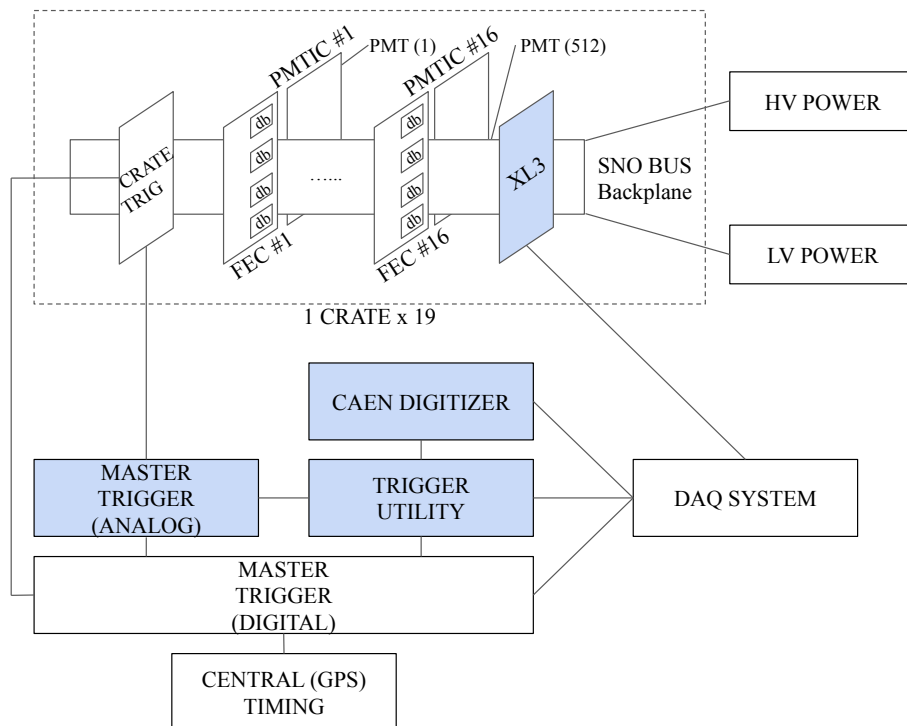 PMTIC #1
PMT (1)
PMTIC #16
PMT (512)
HV POWER
CRATE
TRIG
db
db
db
db
FEC #1
…...
db
db
db
db
FEC #16
XL3
SNO BUS
Backplane
LV POWER
1 CRATE x 19
CAEN DIGITIZER
MASTER
TRIGGER
(ANALOG)
TRIGGER
UTILITY
DAQ SYSTEM
MASTER
TRIGGER
(DIGITAL)
CENTRAL (GPS)
TIMING